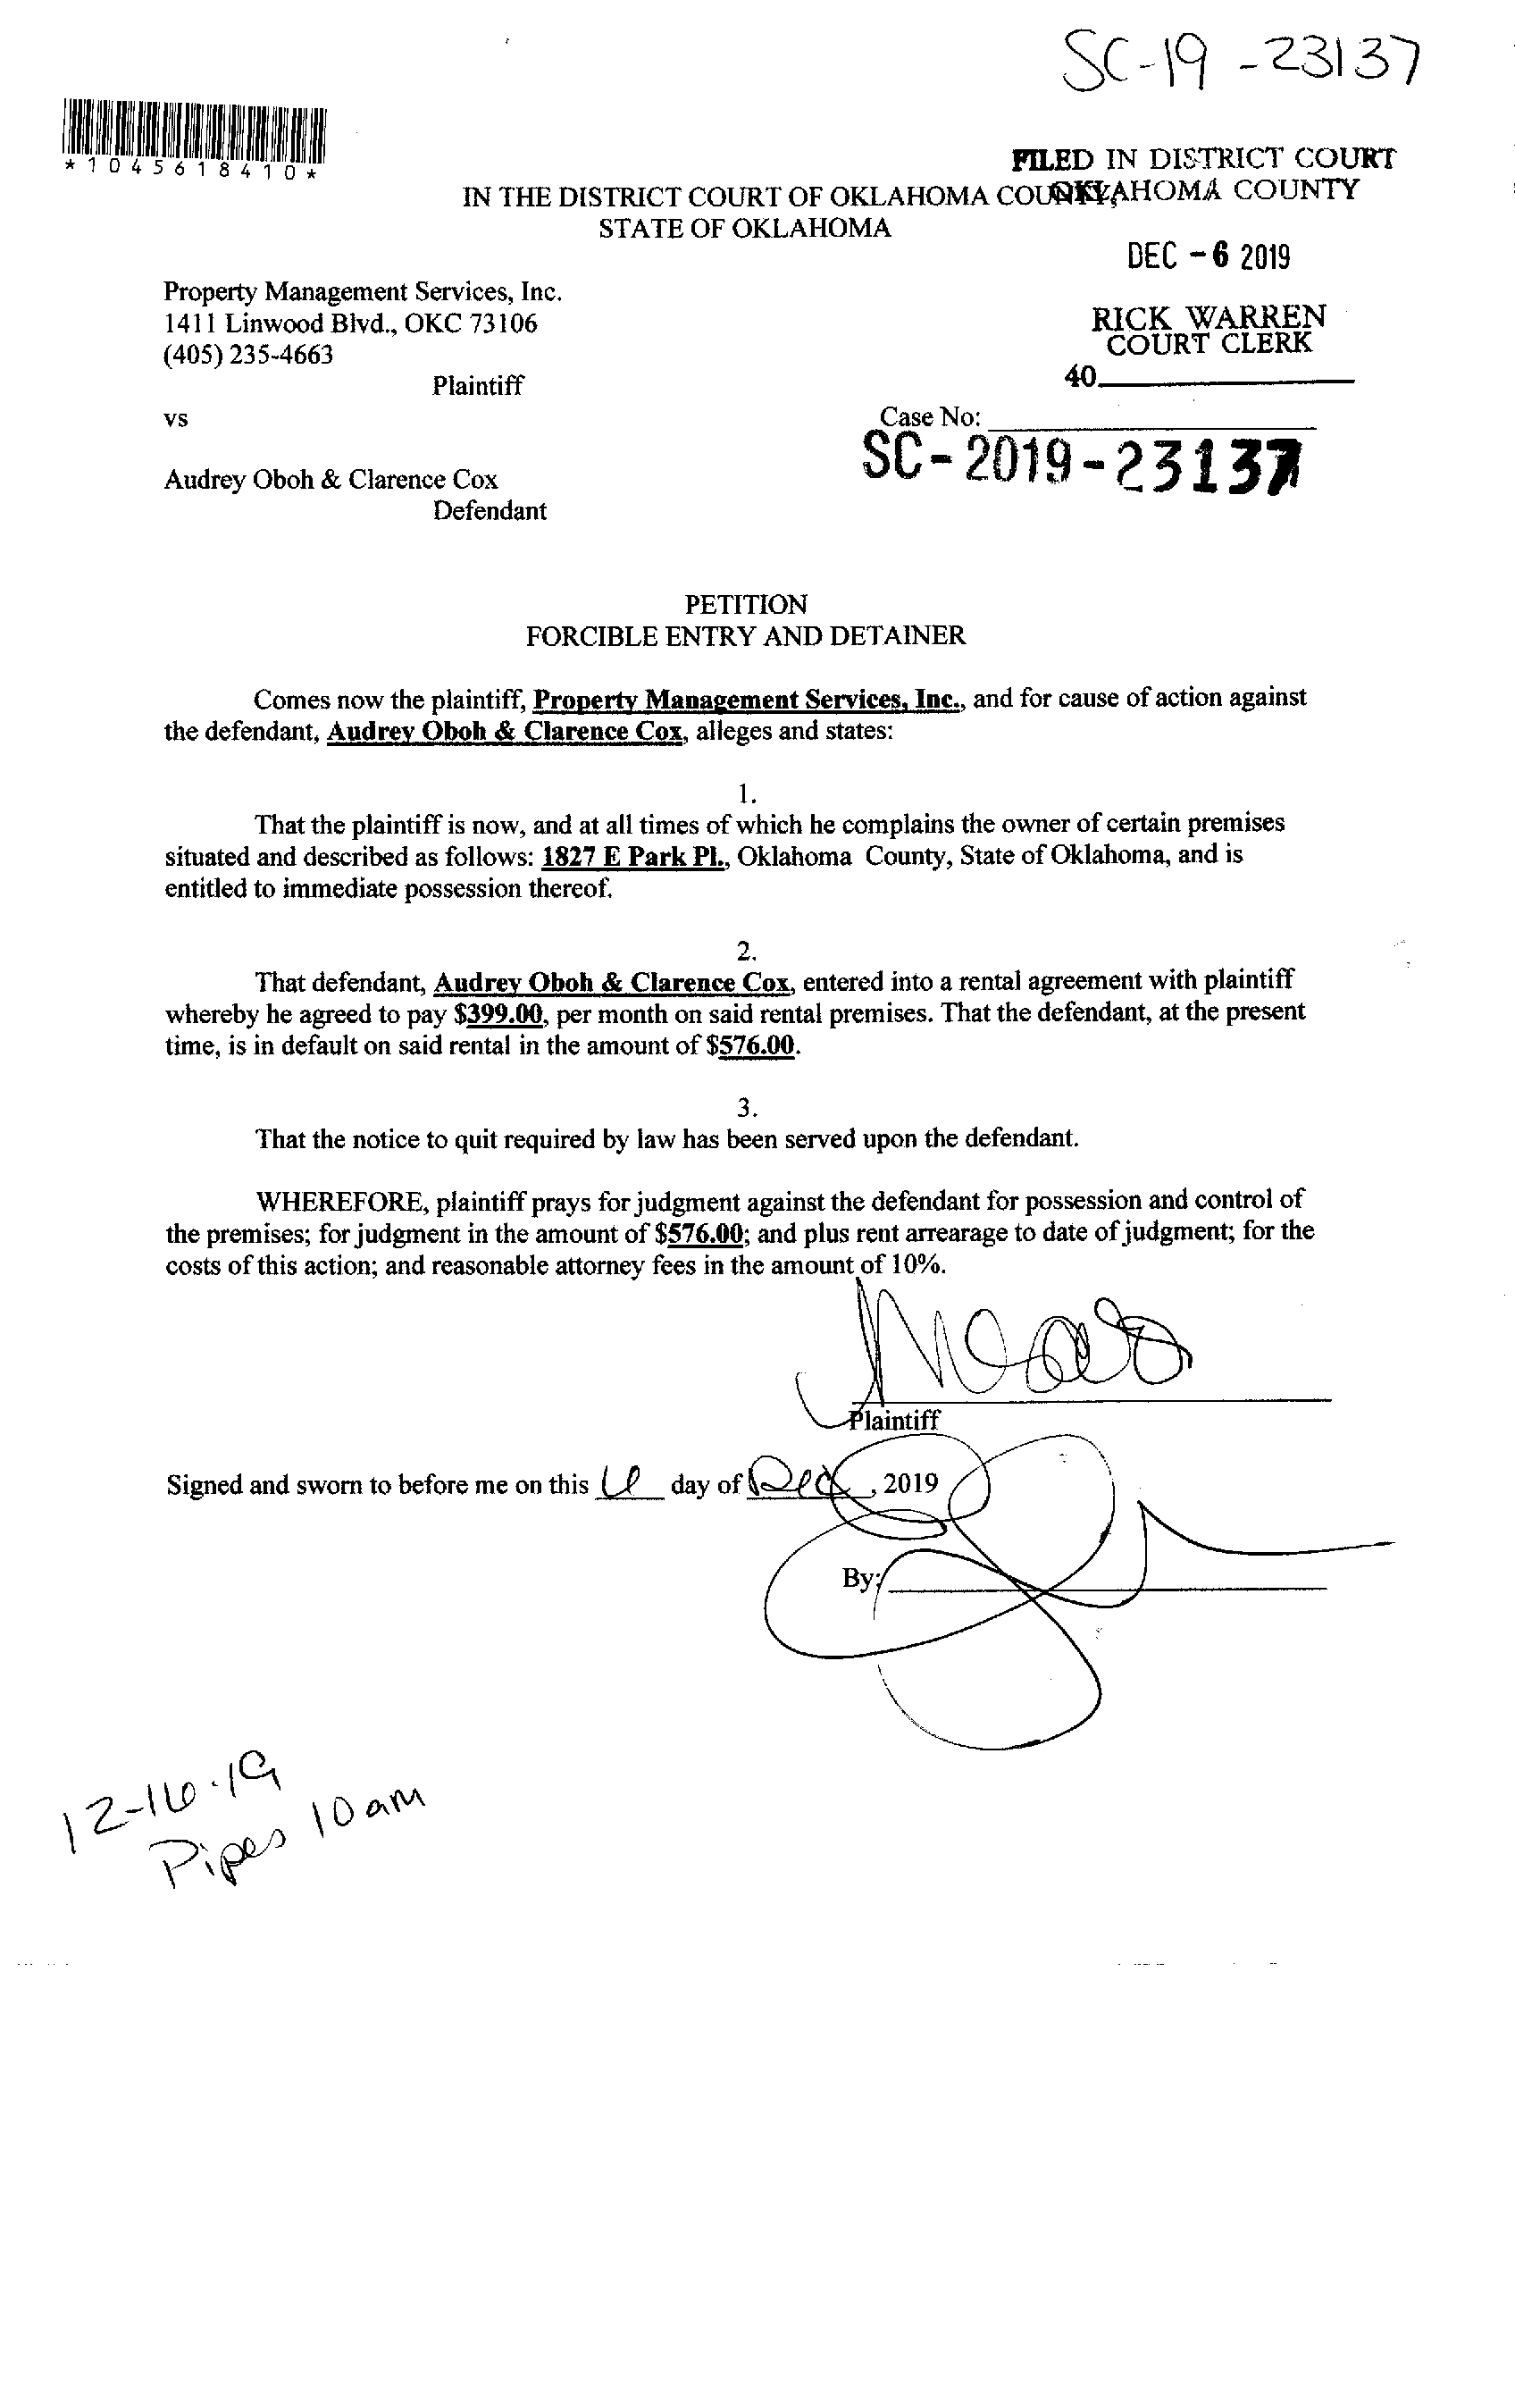 SC-19-23137
*1045618410*
FILED IN DISTRICT COURT
OKLAHOMA COUNTY
IN THE DISTRICT COURT OF OKLAHOMA COUNTY,
STATE OF OKLAHOMA
DEC -6 2019
Property Management Services, Inc.
1411 Linwood Blvd., OKC 73106
(405) 235-4663
RICK WARREN
COURT CLERK
40
Plaintiff
vs
Case No:
SC-2019-23137
Audrey Oboh & Clarence Cox
Defendant
PETITION
FORCIBLE ENTRY AND DETAINER
Comes now the plaintiff, Property Management Services, Inc., and for cause of action against
the defendant, Audrey Oboh & Clarence Cox, alleges and states:
1.
That the plaintiff is now, and at all times of which he complains the owner of certain premises
situated and described as follows: 1827 E Park Pl., Oklahoma County, State of Oklahoma, and is
entitled to immediate possession thereof.
2.
That defendant, Audrey Oboh & Clarence Cox, entered into a rental agreement with plaintiff
whereby he agreed to pay $399.00, per month on said rental premises. That the defendant, at the present
time, is in default on said rental in the amount of $576.00.
3.
That the notice to quit required by law has been served upon the defendant.
WHEREFORE, plaintiff prays for judgment against the defendant for possession and control of
the premises; for judgment in the amount of $576.00; and plus rent arrearage to date of judgment; for the
costs of this action; and reasonable attorney fees in the amount of 10%.
Plaintiff
Signed and sworn to before me on this 6 day of Dec, 2019
By:
12-16-19
Pipes 10am